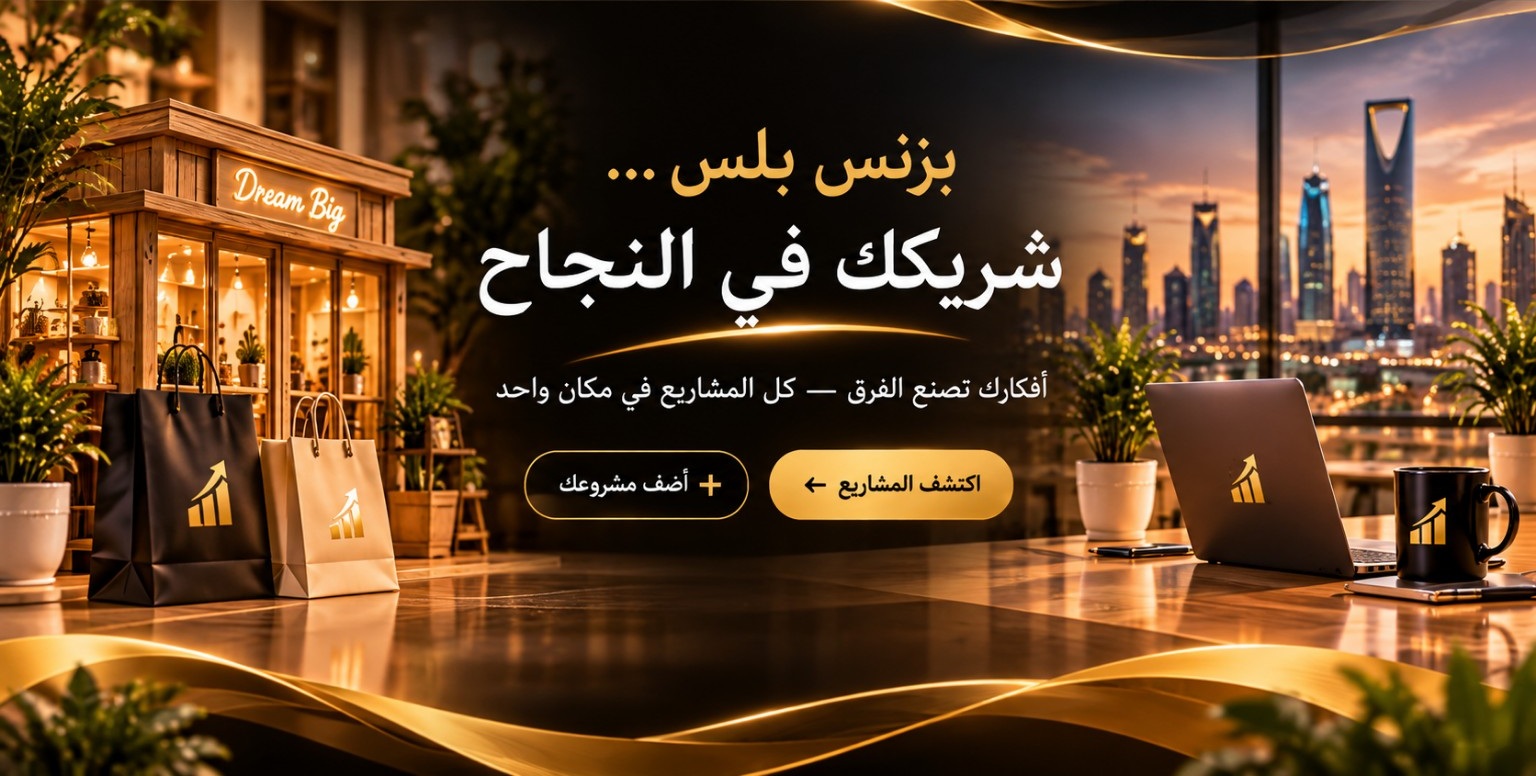 Dream Big
بزنس بلس ...
شريكك في النجاح
أفكارك تصنع الفرق — كل المشاريع في مكان واحد
اكتشف المشاريع ←
+ أضف مشروعك